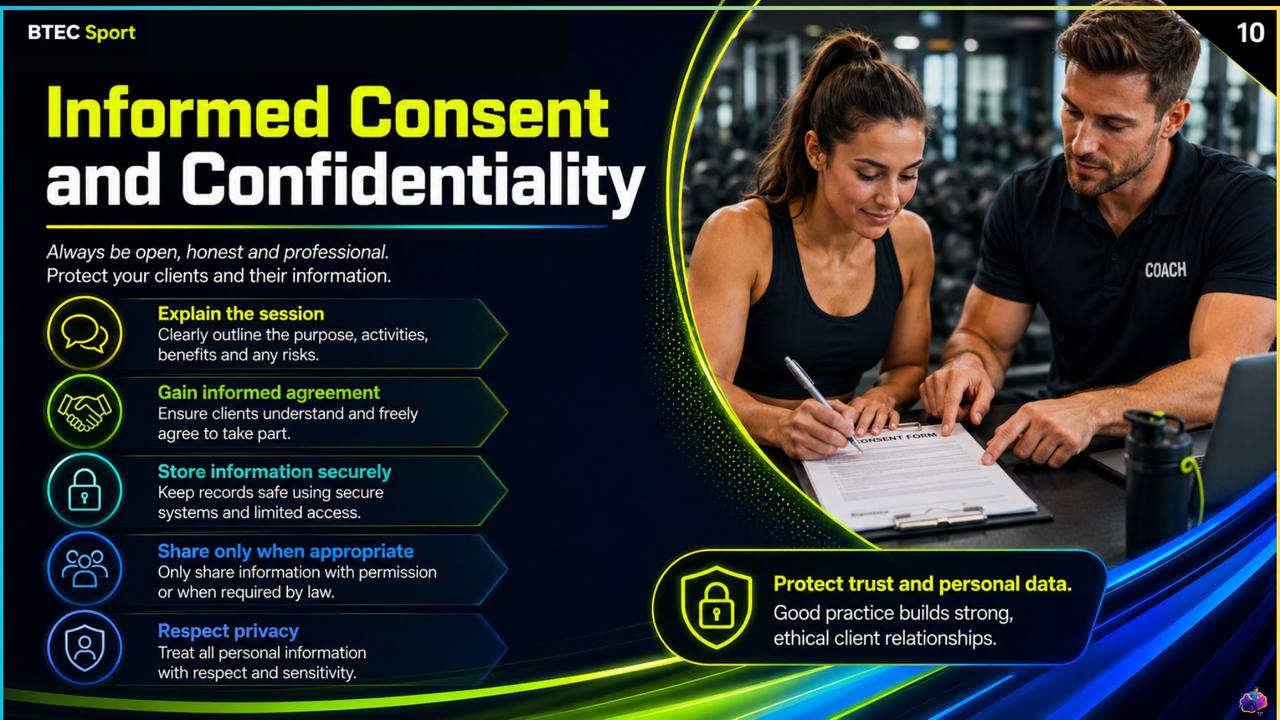 BTEC Sport
10
Informed Consent
and Confidentiality
Always be open, honest and professional.
Protect your clients and their information.
Explain the session
Clearly outline the purpose, activities,
benefits and any risks.
Gain informed agreement
Ensure clients understand and freely
agree to take part.
Store information securely
Keep records safe using secure
systems and limited access.
Share only when appropriate
Only share information with permission
or when required by law.
Respect privacy
Treat all personal information
with respect and sensitivity.
COACH
CONSENT FORM
Protect trust and personal data.
Good practice builds strong,
ethical client relationships.